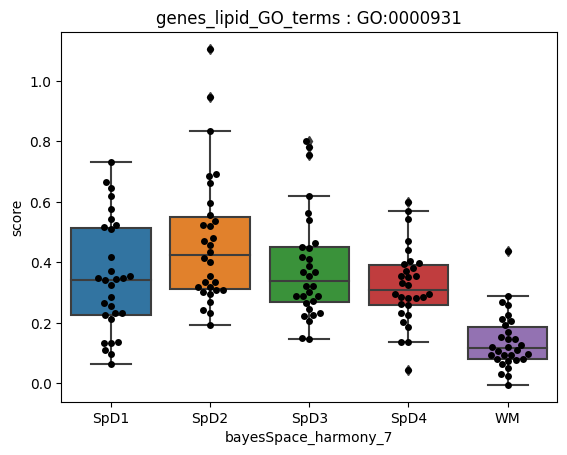 genes_lipid_GO_terms : GO:0000931
1.0
0.8
0.6
0.4
0.2
0.0
score
SpD1 SpD2 SpD3 SpD4 WM
bayesSpace_harmony_7